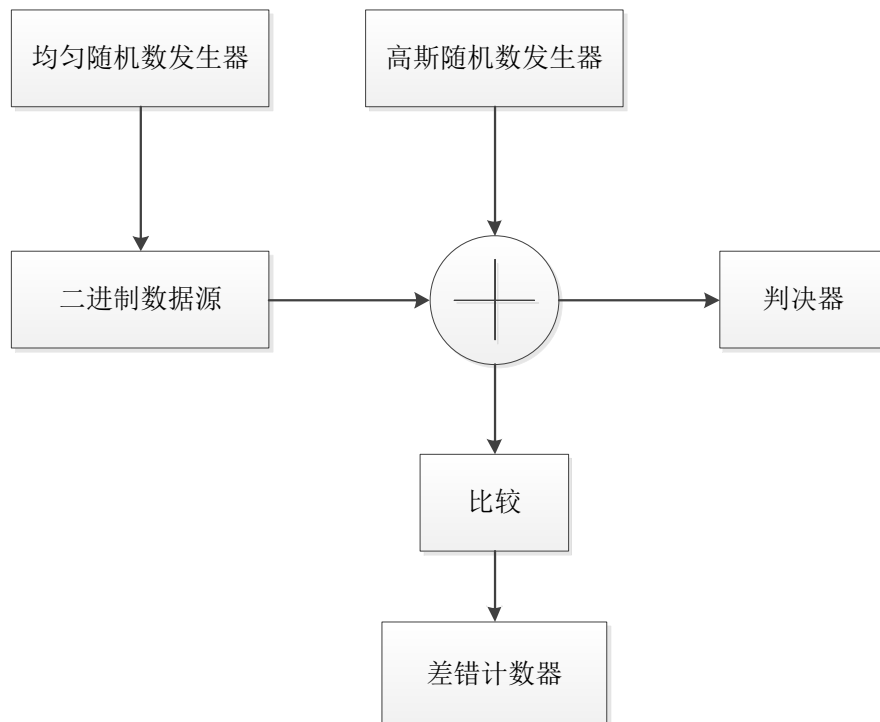 均匀随机数发生器
高斯随机数发生器
二进制数据源
判决器
比较
差错计数器